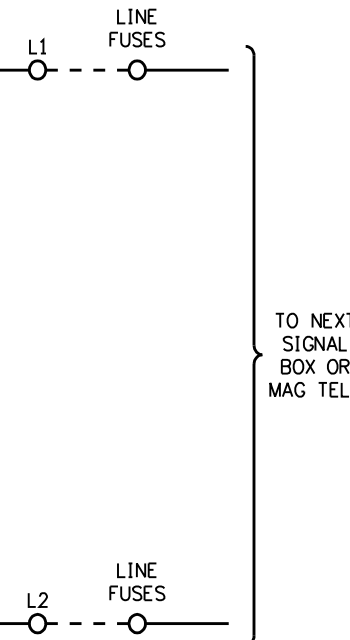 LINE
FUSES
L1
TO NEXT
SIGNAL
BOX OR
MAG TEL
LINE
FUSES
L2